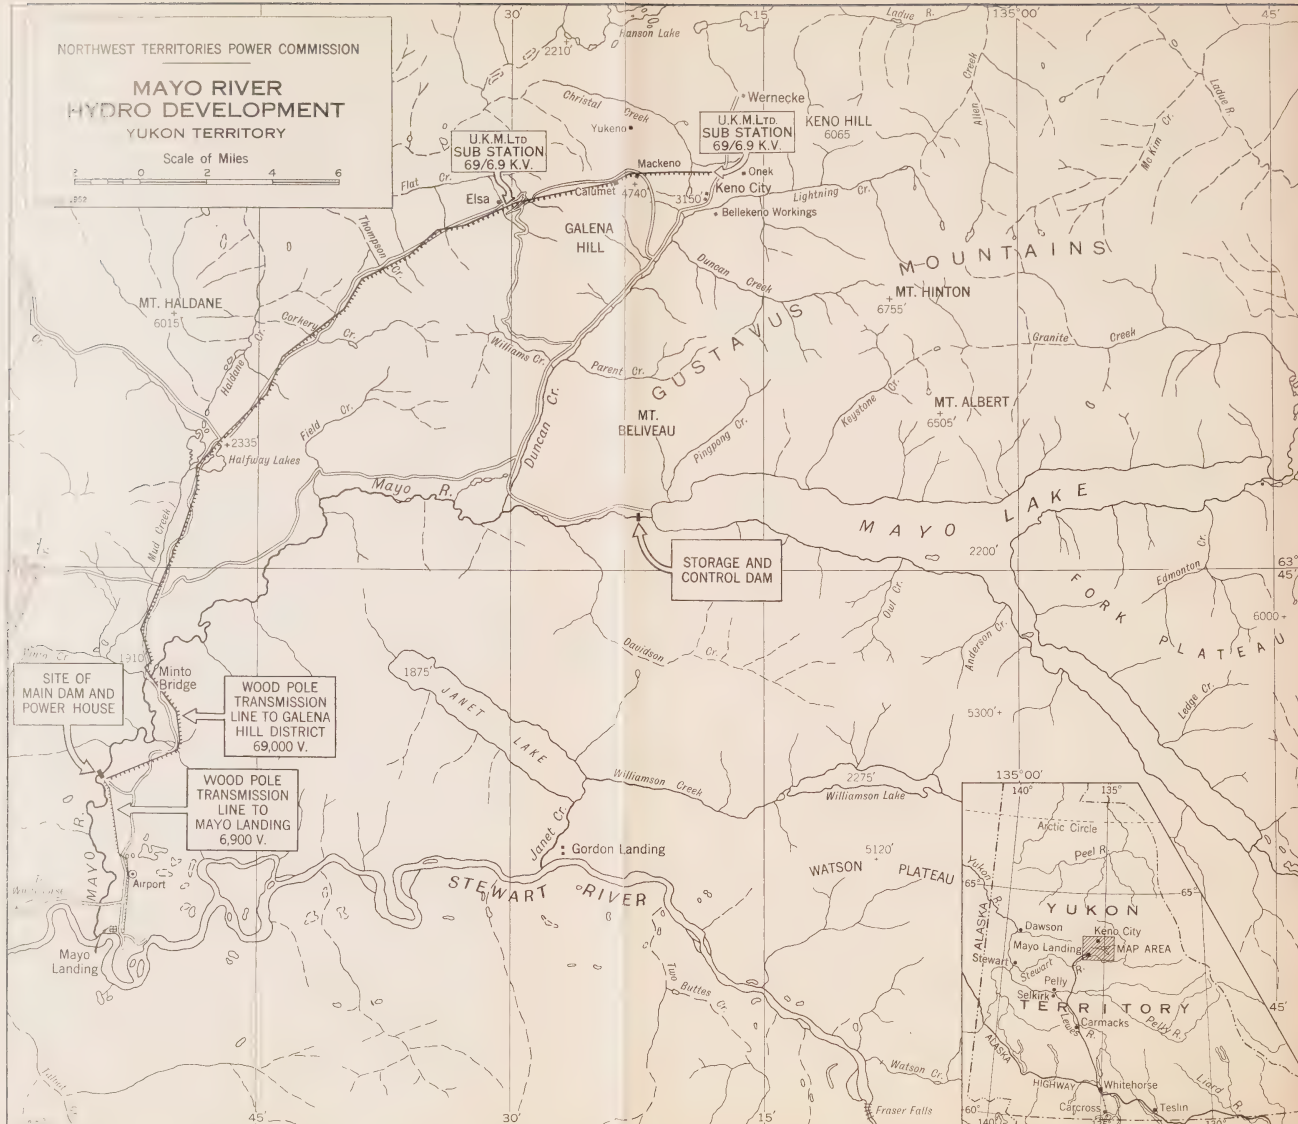 NORTHWEST TERRITORIES POWER COMMISSION
MAYO RIVER
HYDRO DEVELOPMENT
YUKON TERRITORY
Scale of Miles
2 0 2 4 6
30'
15'
135°00'
45'
Hanson Lake
2210'
Ladue R.
Christal Creek
Yukeno
Wernecke
U.K.M.LTD.
SUB STATION
69/6.9 K.V.
KENO HILL
6065
Allen Creek
Ladue R.
McKim Cr.
U.K.M.LTD
SUB STATION
69/6.9 K.V.
Mackeno
Onek
Flat Cr.
Elsa
Calumet
4740'
3150'
Keno City
Lightning Cr.
Bellekeno Workings
Thompson Cr.
GALENA
HILL
Duncan Creek
GUSTAVUS MOUNTAINS
MT. HALDANE
6015'
MT. HINTON
6755'
Corkery Cr.
Haldane Cr.
Williams Cr.
Parent Cr.
Granite Creek
Cr.
Field Cr.
Duncan Cr.
MT.
BELIVEAU
Pingpong Cr.
Keystone Cr.
MT. ALBERT
6505'
2335'
Halfway Lakes
Mayo R.
MAYO LAKE
2200'
Mud Creek
STORAGE AND
CONTROL DAM
63°
45'
Owl Cr.
Edmonton Cr.
FORK PLATEAU
6000
Davidson Cr.
Anderson Cr.
1910'
Minto
Bridge
SITE OF
MAIN DAM AND
POWER HOUSE
WOOD POLE
TRANSMISSION
LINE TO GALENA
HILL DISTRICT
69,000 V.
1875'
JANET LAKE
5300'
Ledge Cr.
WOOD POLE
TRANSMISSION
LINE TO
MAYO LANDING
6,900 V.
Williamson Creek
2275'
Williamson Lake
MAYO R.
Janet Cr.
Gordon Landing
Airport
STEWART RIVER
5120'
WATSON PLATEAU
Mayo
Landing
Two Buttes Cr.
Watson Cr.
Fraser Falls
45'
30'
15'
45'
135°00'
140°
135°
Arctic Circle
Peel R.
Yukon R.
65°
65°
ALASKA
YUKON
Dawson
Keno City
Mayo Landing
MAP AREA
Stewart
Stewart R.
Pelly
Selkirk
TERRITORY
Lewes R.
Carmacks
Pelly R.
ALASKA HIGHWAY
Whitehorse
Liard R.
Carcross
Teslin
60°
140°